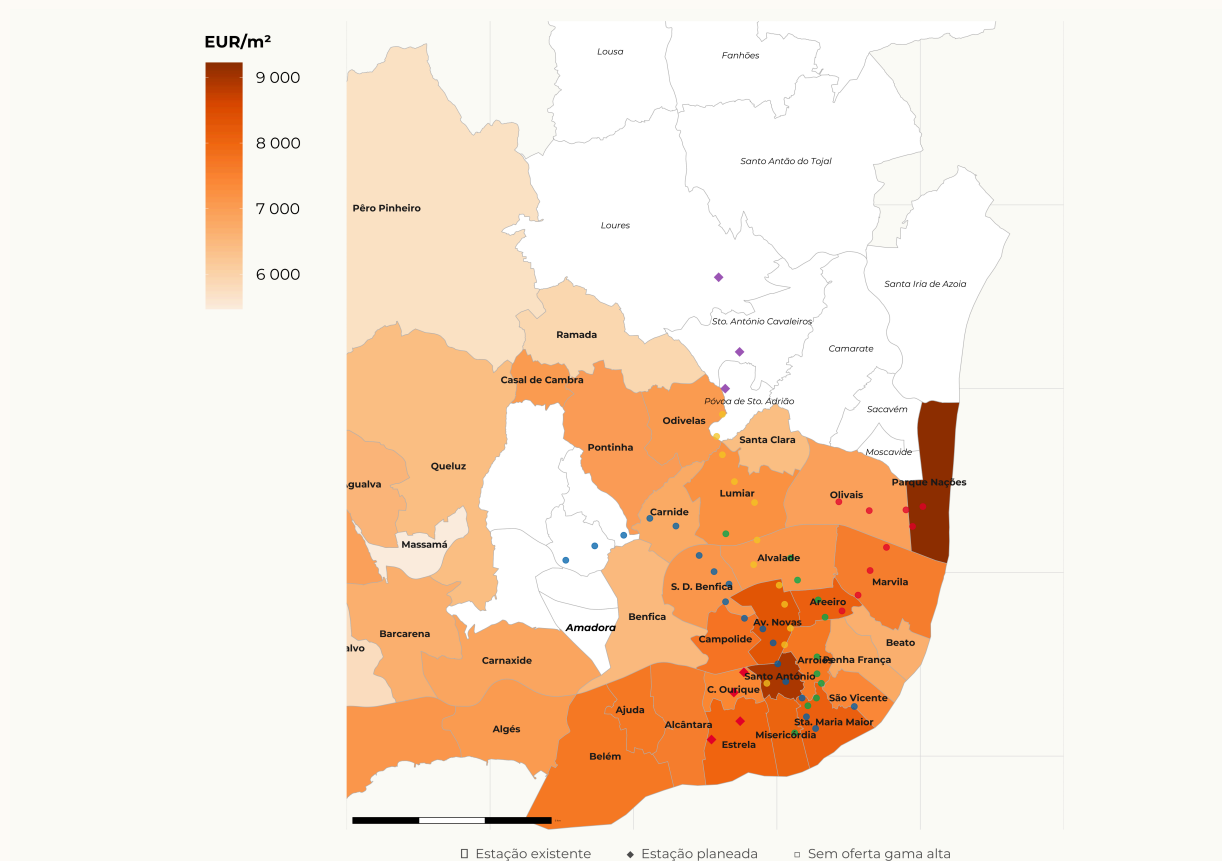 EUR/m²
9 000
8 000
7 000
6 000
Lousa
Fanhões
Santo Antão do Tojal
Pêro Pinheiro
Loures
Santa Iria de Azoia
Sto. António Cavaleiros
Ramada
Camarate
Casal de Cambra
Póvoa de Sto. Adrião
Sacavém
Odivelas
Santa Clara
Pontinha
Moscavide
Queluz
Parque Nações
gualva
Lumiar
Olivais
Carnide
Massamá
Alvalade
S. D. Benfica
Marvila
Areeiro
Benfica
Av. Novas
Amadora
Barcarena
Campolide
Beato
alvo
Carnaxide
Arroios
Penha França
Santo António
C. Ourique
São Vicente
Ajuda
Alcântara
Sta. Maria Maior
Algés
Misericórdia
Estrela
Belém
Estação existente
Estação planeada
Sem oferta gama alta